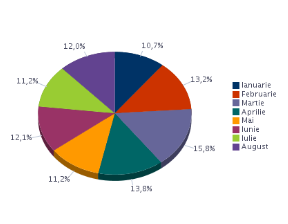 12,0%
10,7%
11,2%
13,2%
12,1%
15,8%
11,2%
13,8%
Ianuarie
Februarie
Martie
Aprilie
Mai
Iunie
Iulie
August